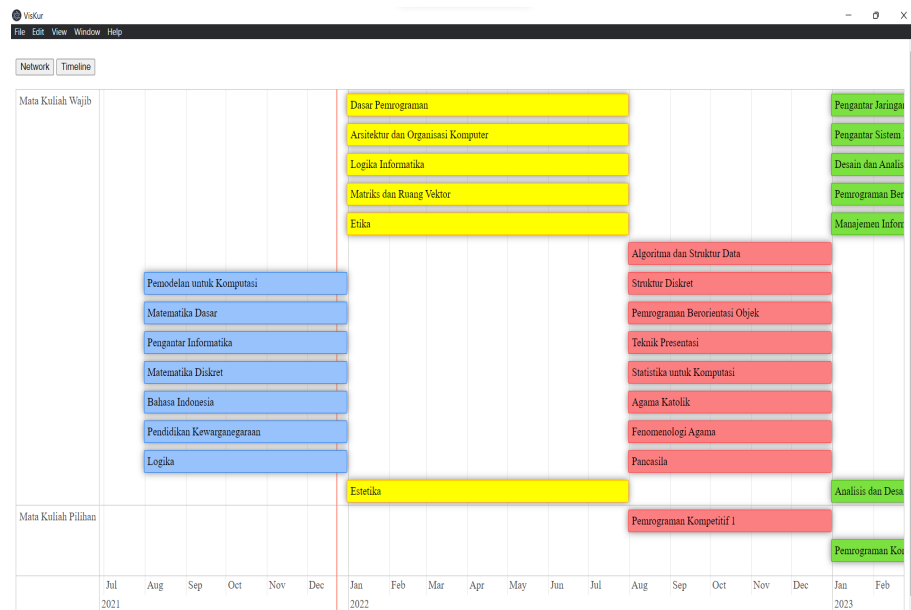 VisKur
File Edit View Window Help
Network Timeline
Mata Kuliah Wajib
Dasar Pemrograman
Pengantar Jaringan
Arsitektur dan Organisasi Komputer
Pengantar Sistem
Logika Informatika
Desain dan Analis
Matriks dan Ruang Vektor
Pemrograman Ber
Etika
Manajemen Inform
Algoritma dan Struktur Data
Pemodelan untuk Komputasi
Struktur Diskret
Matematika Dasar
Pemrograman Berorientasi Objek
Pengantar Informatika
Teknik Presentasi
Matematika Diskret
Statistika untuk Komputasi
Bahasa Indonesia
Agama Katolik
Pendidikan Kewarganegaraan
Fenomenologi Agama
Logika
Pancasila
Estetika
Analisis dan Desa
Mata Kuliah Pilihan
Pemrograman Kompetitif 1
Pemrograman Kom
Jul Aug Sep Oct Nov Dec Jan Feb Mar Apr May Jun Jul Aug Sep Oct Nov Dec Jan Feb
2021 2022 2023